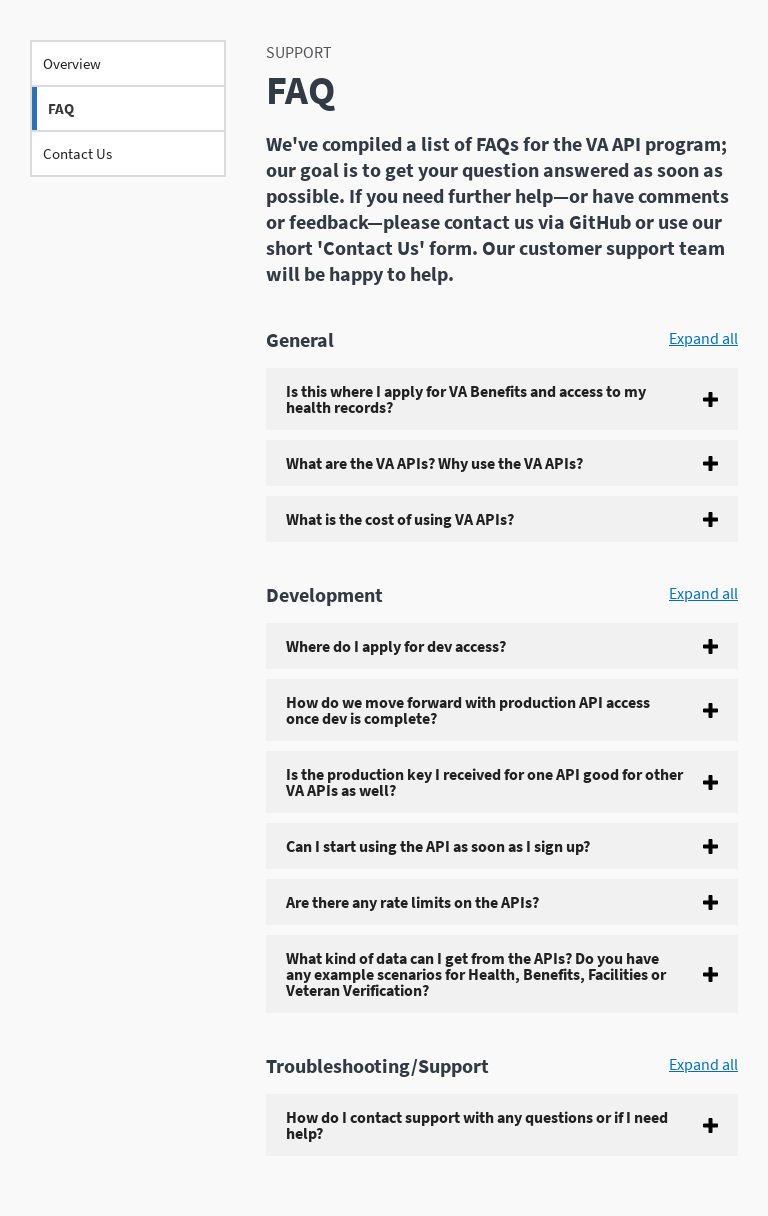 Overview
FAQ
Contact Us
SUPPORT
FAQ
We've compiled a list of FAQs for the VA API program;
our goal is to get your question answered as soon as
possible. If you need further help—or have comments
or feedback—please contact us via GitHub or use our
short 'Contact Us' form. Our customer support team
will be happy to help.
General
Expand all
Is this where I apply for VA Benefits and access to my
health records?
What are the VA APIs? Why use the VA APIs?
What is the cost of using VA APIs?
Development
Expand all
Where do I apply for dev access?
How do we move forward with production API access
once dev is complete?
Is the production key I received for one API good for other
VA APIs as well?
Can I start using the API as soon as I sign up?
Are there any rate limits on the APIs?
What kind of data can I get from the APIs? Do you have
any example scenarios for Health, Benefits, Facilities or
Veteran Verification?
Troubleshooting/Support
Expand all
How do I contact support with any questions or if I need
help?